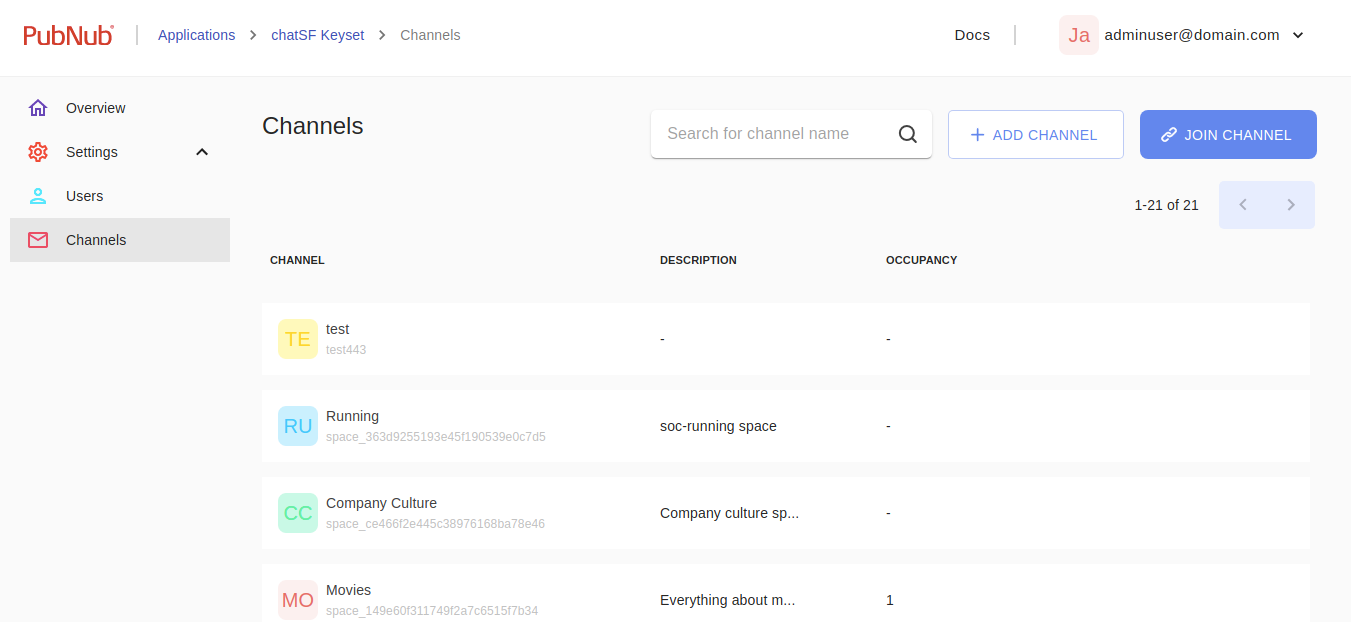 PubNub
Applications > chatSF Keyset > Channels
Docs
Ja adminuser@domain.com
Overview
Settings
Users
Channels
Channels
Search for channel name
+ ADD CHANNEL
JOIN CHANNEL
1-21 of 21
CHANNEL DESCRIPTION OCCUPANCY
TE test - -
test443
RU Running soc-running space -
space_363d9255193e45f190539e0c7d5
CC Company Culture Company culture sp... -
space_ce466f2e445c38976168ba78e46
MO Movies Everything about m... 1
space_149e60f311749f2a7c6515f7b34